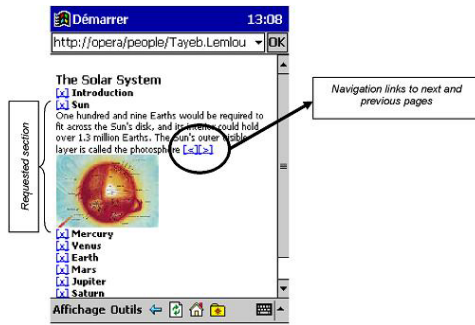 Démarrer 13:08
http://opera/people/Tayeb.Lemlou OK
The Solar System
[x] Introduction
[x] Sun
One hundred and nine Earths would be required to
fit across the Sun's disk, and its interior could hold
over 1.3 million Earths. The Sun's outer visible
layer is called the photosphere [<][>]
[x] Mercury
[x] Venus
[x] Earth
[x] Mars
[x] Jupiter
[x] Saturn
Affichage Outils
Requested section
Navigation links to next and
previous pages